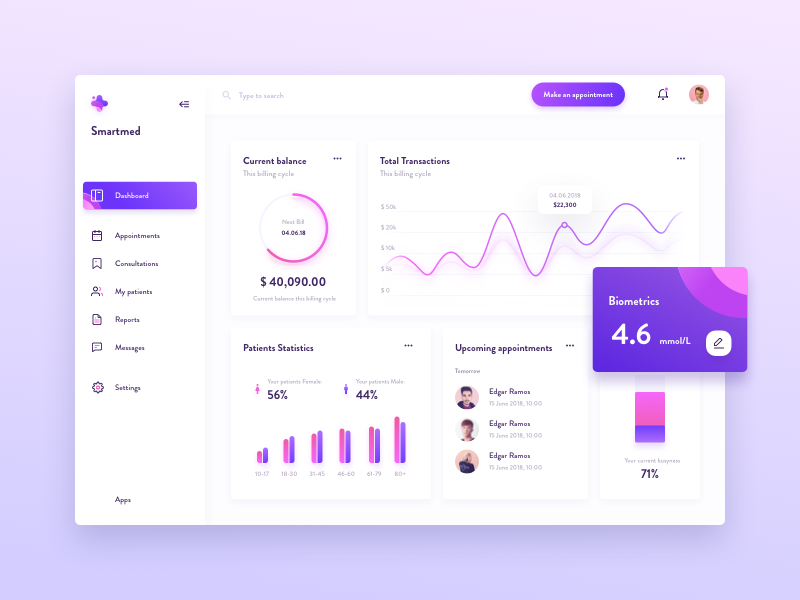 Smartmed
Dashboard
Appointments
Consultations
My patients
Reports
Messages
Settings
Apps
Type to search
Make an appointment
Current balance
This billing cycle
Next Bill
04.06.18
$ 40,090.00
Current balance this billing cycle
Total Transactions
This billing cycle
04.06.2018
$22,300
$ 50k
$ 20k
$ 10k
$ 5k
$ 0
Biometrics
4.6 mmol/L
Patients Statistics
Your patients Female:
56%
Your patients Male:
44%
10-17 18-30 31-45 46-60 61-79 80+
Upcoming appointments
Tomorrow
Edgar Ramos
15 June 2018, 10.00
Edgar Ramos
15 June 2018, 10.00
Edgar Ramos
15 June 2018, 10.00
Your current busyness
71%